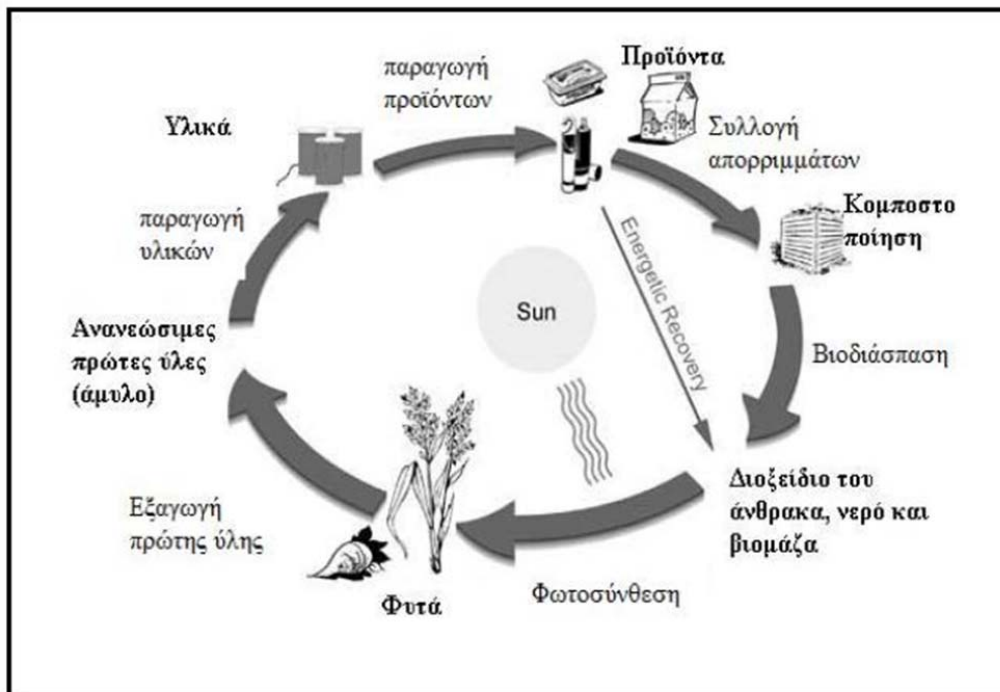 Προϊόντα
παραγωγή
προϊόντων
Υλικά
Συλλογή
απορριμμάτων
Κομποστο
ποίηση
παραγωγή
υλικών
Energetic Recovery
Sun
Ανανεώσιμες
πρώτες ύλες
(άμυλο)
Βιοδιάσπαση
Διοξείδιο του
άνθρακα, νερό και
βιομάζα
Εξαγωγή
πρώτης ύλης
Φωτοσύνθεση
Φυτά